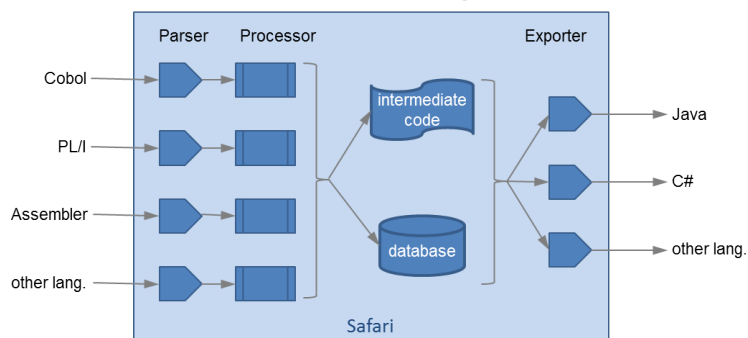 Parser
Processor
Exporter
Cobol
PL/I
Assembler
other lang.
intermediate
code
database
Java
C#
other lang.
Safari